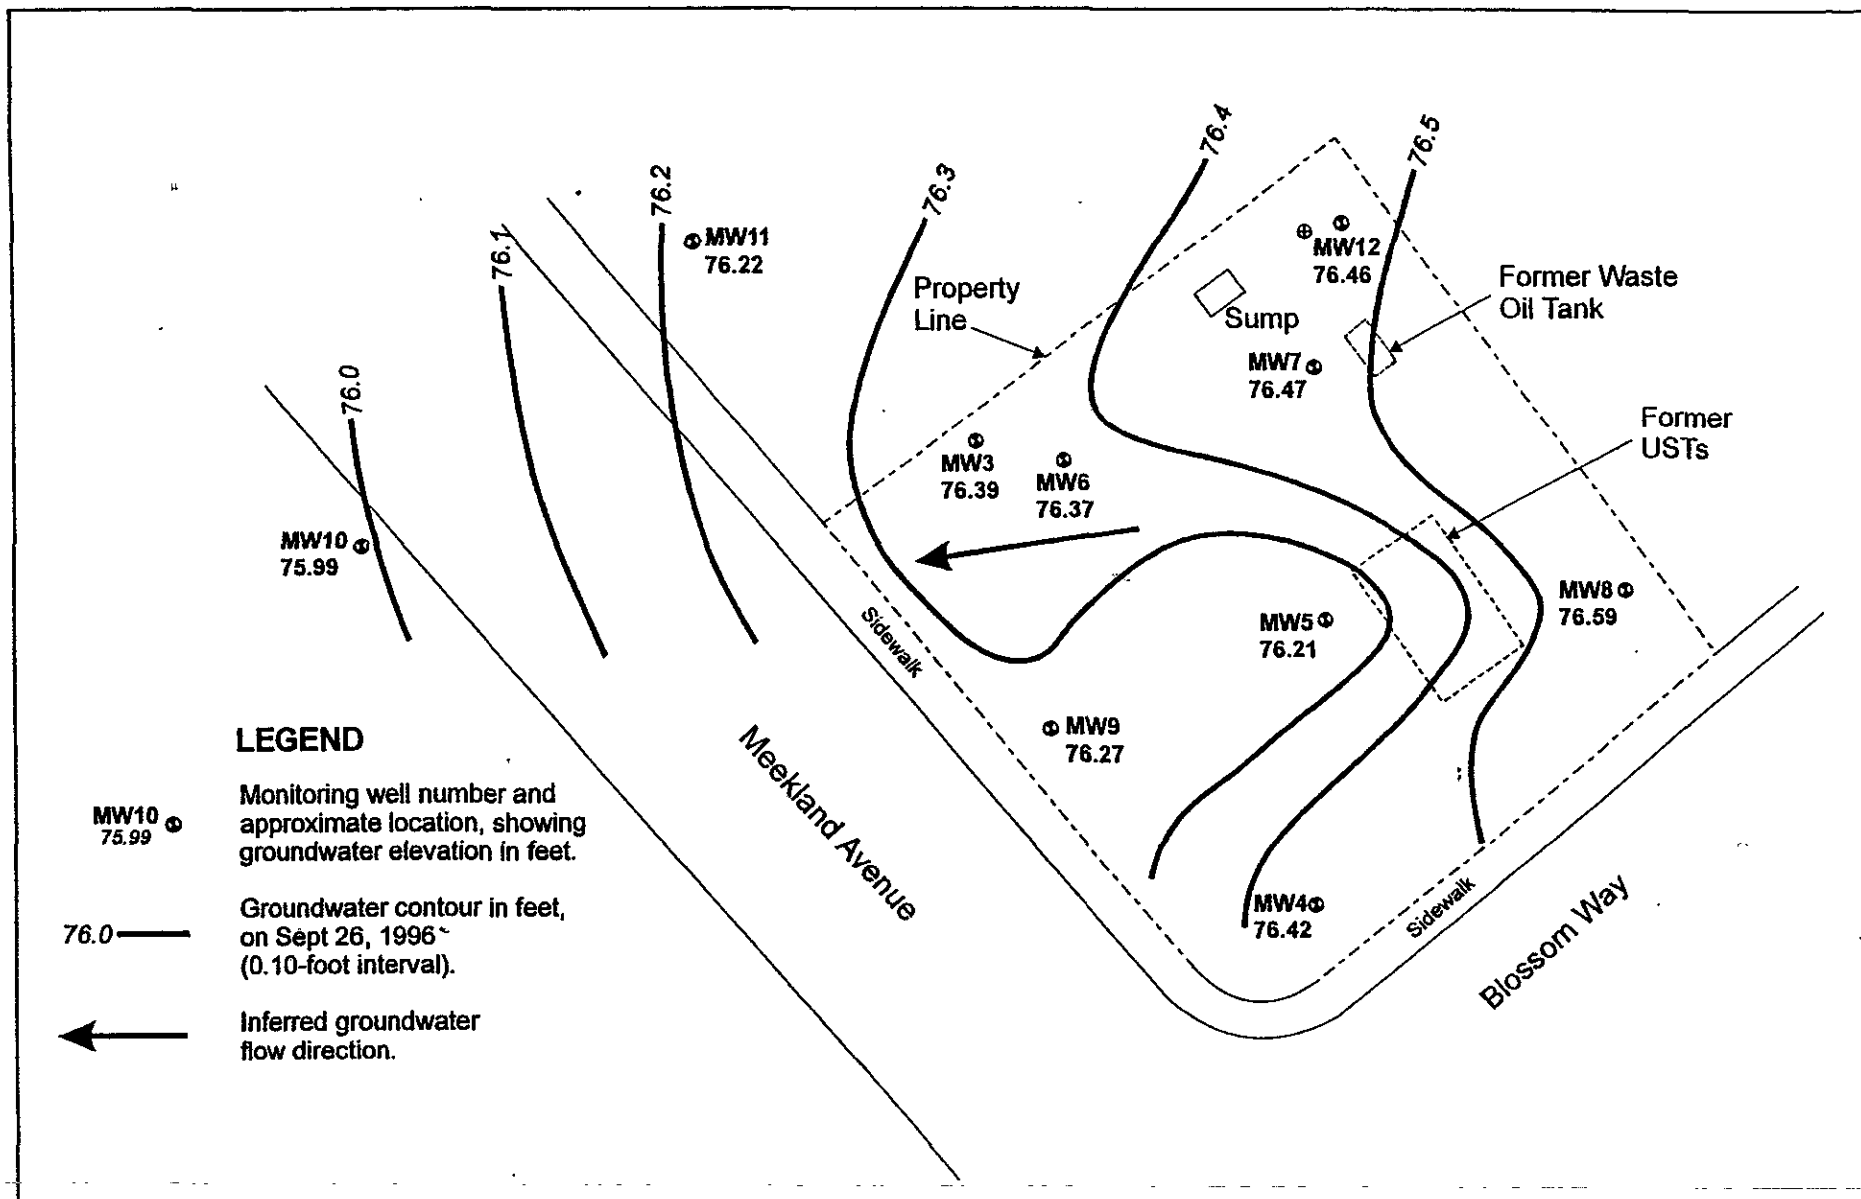 76.4
76.5
76.3
76.2
76.1
76.0
MW11
76.22
MW12
76.46
Property
Line
Sump
Former Waste
Oil Tank
MW7
76.47
Former
USTs
MW3
76.39
MW6
76.37
MW10
75.99
MW8
76.59
MW5
76.21
Sidewalk
MW9
76.27
Meekland Avenue
MW4
76.42
Sidewalk
Blossom Way
LEGEND
MW10
75.99
Monitoring well number and
approximate location, showing
groundwater elevation in feet.
76.0
Groundwater contour in feet,
on Sept 26, 1996
(0.10-foot interval).
Inferred groundwater
flow direction.